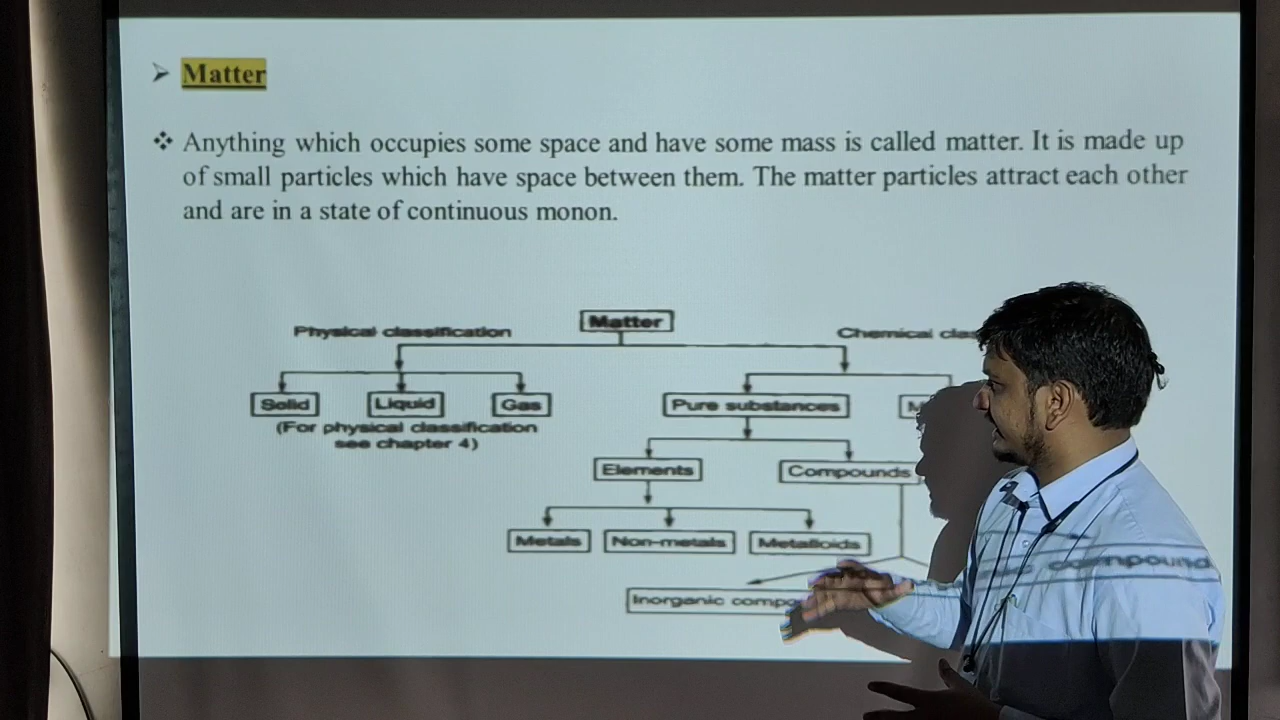 Matter
Anything which occupies some space and have some mass is called matter. It is made up
of small particles which have space between them. The matter particles attract each other
and are in a state of continuous monon.
Matter
Physical classification
Chemical
Solid
Liquid
Gas
Pure substances
(For physical classification
see chapter 4)
Elements
Compounds
Metals
Non-metals
Metalloids
compound
Inorganic